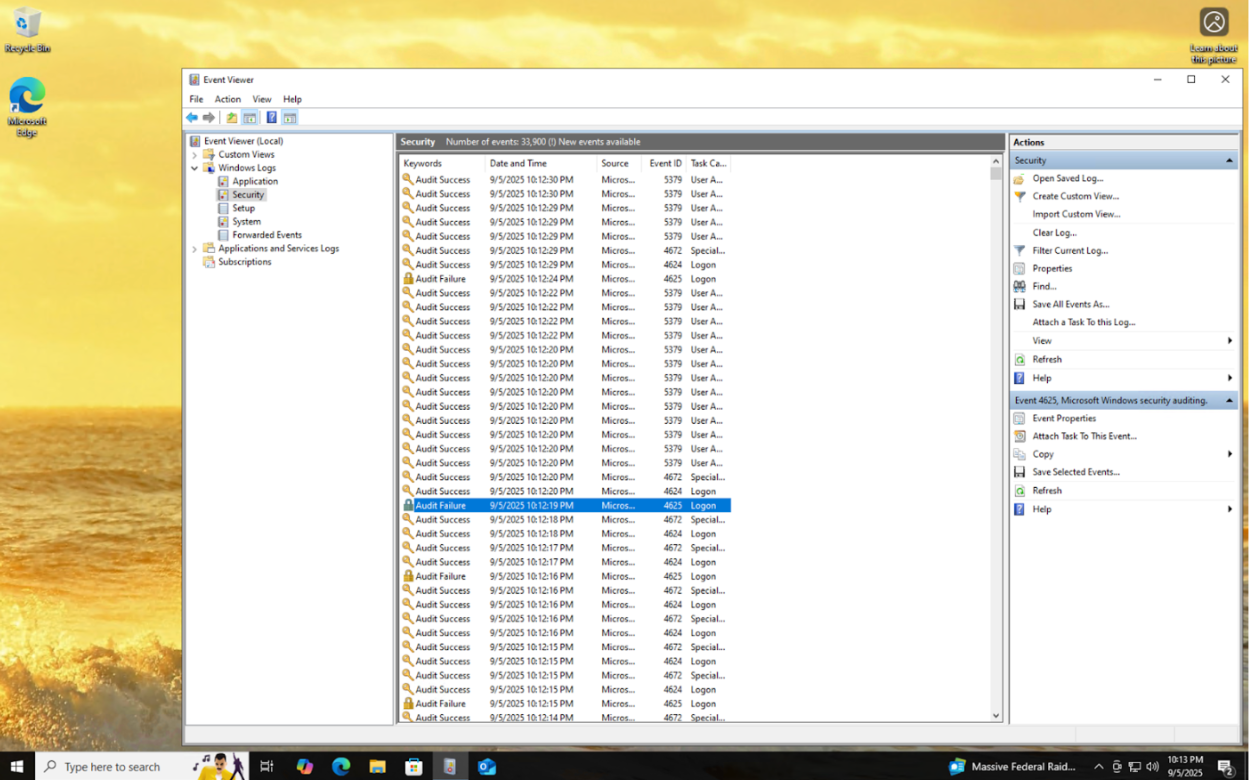 Recycle Bin
Microsoft
Edge
Learn about
this picture
Event Viewer
File Action View Help
Event Viewer (Local)
Custom Views
Windows Logs
Application
Security
Setup
System
Forwarded Events
Applications and Services Logs
Subscriptions
Security Number of events: 33,900 (!) New events available
Keywords Date and Time Source Event ID Task Ca...
Audit Success 9/5/2025 10:12:30 PM Micros... 5379 User A...
Audit Success 9/5/2025 10:12:30 PM Micros... 5379 User A...
Audit Success 9/5/2025 10:12:29 PM Micros... 5379 User A...
Audit Success 9/5/2025 10:12:29 PM Micros... 5379 User A...
Audit Success 9/5/2025 10:12:29 PM Micros... 5379 User A...
Audit Success 9/5/2025 10:12:29 PM Micros... 4672 Special...
Audit Success 9/5/2025 10:12:29 PM Micros... 4624 Logon
Audit Failure 9/5/2025 10:12:24 PM Micros... 4625 Logon
Audit Success 9/5/2025 10:12:22 PM Micros... 5379 User A...
Audit Success 9/5/2025 10:12:22 PM Micros... 5379 User A...
Audit Success 9/5/2025 10:12:22 PM Micros... 5379 User A...
Audit Success 9/5/2025 10:12:22 PM Micros... 5379 User A...
Audit Success 9/5/2025 10:12:20 PM Micros... 5379 User A...
Audit Success 9/5/2025 10:12:20 PM Micros... 5379 User A...
Audit Success 9/5/2025 10:12:20 PM Micros... 5379 User A...
Audit Success 9/5/2025 10:12:20 PM Micros... 5379 User A...
Audit Success 9/5/2025 10:12:20 PM Micros... 5379 User A...
Audit Success 9/5/2025 10:12:20 PM Micros... 5379 User A...
Audit Success 9/5/2025 10:12:20 PM Micros... 5379 User A...
Audit Success 9/5/2025 10:12:20 PM Micros... 5379 User A...
Audit Success 9/5/2025 10:12:20 PM Micros... 5379 User A...
Audit Success 9/5/2025 10:12:20 PM Micros... 4672 Special...
Audit Success 9/5/2025 10:12:20 PM Micros... 4624 Logon
Audit Failure 9/5/2025 10:12:19 PM Micros... 4625 Logon
Audit Success 9/5/2025 10:12:18 PM Micros... 4672 Special...
Audit Success 9/5/2025 10:12:18 PM Micros... 4624 Logon
Audit Success 9/5/2025 10:12:17 PM Micros... 4672 Special...
Audit Success 9/5/2025 10:12:17 PM Micros... 4624 Logon
Audit Failure 9/5/2025 10:12:16 PM Micros... 4625 Logon
Audit Success 9/5/2025 10:12:16 PM Micros... 4672 Special...
Audit Success 9/5/2025 10:12:16 PM Micros... 4624 Logon
Audit Success 9/5/2025 10:12:16 PM Micros... 4672 Special...
Audit Success 9/5/2025 10:12:16 PM Micros... 4624 Logon
Audit Success 9/5/2025 10:12:15 PM Micros... 4672 Special...
Audit Success 9/5/2025 10:12:15 PM Micros... 4624 Logon
Audit Success 9/5/2025 10:12:15 PM Micros... 4672 Special...
Audit Success 9/5/2025 10:12:15 PM Micros... 4624 Logon
Audit Failure 9/5/2025 10:12:15 PM Micros... 4625 Logon
Audit Success 9/5/2025 10:12:14 PM Micros... 4672 Special...
Actions
Security
Open Saved Log...
Create Custom View...
Import Custom View...
Clear Log...
Filter Current Log...
Properties
Find...
Save All Events As...
Attach a Task To this Log...
View
Refresh
Help
Event 4625, Microsoft Windows security auditing.
Event Properties
Attach Task To This Event...
Copy
Save Selected Events...
Refresh
Help
Type here to search
Massive Federal Raid...
10:13 PM
9/5/2025
2